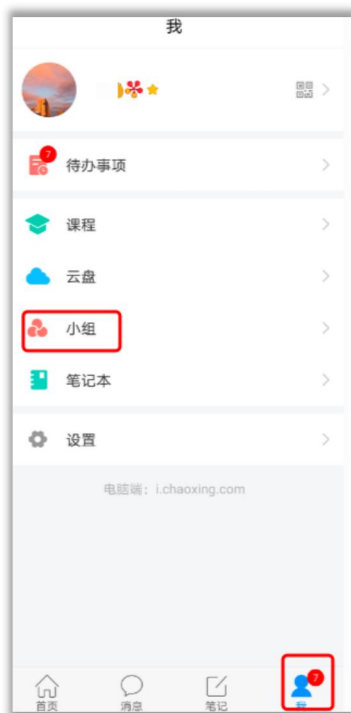 我
7
待办事项
课程
云盘
小组
笔记本
设置
电脑端：i.chaoxing.com
7
首页
消息
笔记
我